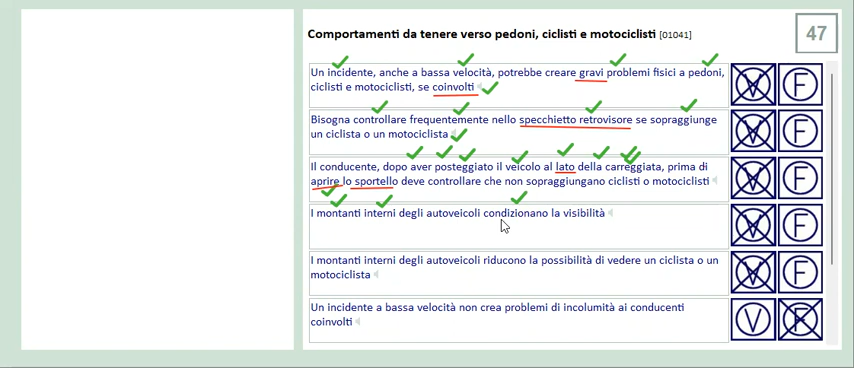 Comportamenti da tenere verso pedoni, ciclisti e motociclisti [01041]
47
Un incidente, anche a bassa velocità, potrebbe creare gravi problemi fisici a pedoni,
ciclisti e motociclisti, se coinvolti
V F
Bisogna controllare frequentemente nello specchietto retrovisore se sopraggiunge
un ciclista o un motociclista
V F
Il conducente, dopo aver posteggiato il veicolo al lato della carreggiata, prima di
aprire lo sportello deve controllare che non sopraggiungano ciclisti o motociclisti
V F
I montanti interni degli autoveicoli condizionano la visibilità
V F
I montanti interni degli autoveicoli riducono la possibilità di vedere un ciclista o un
motociclista
V F
Un incidente a bassa velocità non crea problemi di incolumità ai conducenti
coinvolti
V F